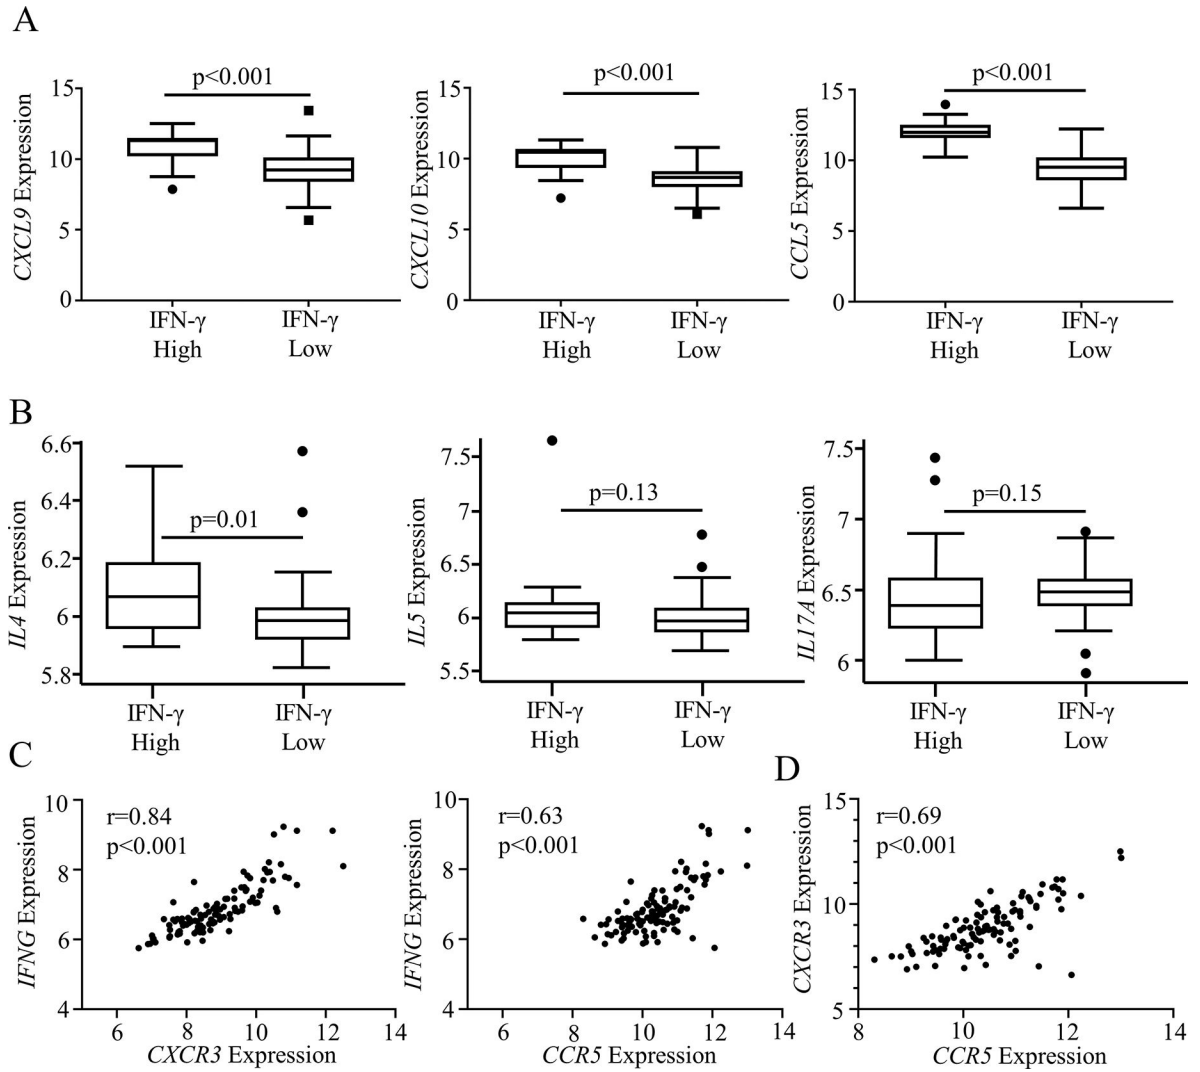 A
p<0.001
p<0.001
p<0.001
CXCL9 Expression
15
10
5
0
IFN-γ High
IFN-γ Low
CXCL10 Expression
15
10
5
0
IFN-γ High
IFN-γ Low
CCL5 Expression
15
10
5
0
IFN-γ High
IFN-γ Low
B
IL4 Expression
6.6
6.4
6.2
6
5.8
p=0.01
IFN-γ High
IFN-γ Low
IL5 Expression
7.5
7
6.5
6
5.5
p=0.13
IFN-γ High
IFN-γ Low
IL17A Expression
7.5
7
6.5
6
p=0.15
IFN-γ High
IFN-γ Low
C
IFNG Expression
10
8
6
4
r=0.84
p<0.001
6
8
10
12
14
CXCR3 Expression
IFNG Expression
10
8
6
4
r=0.63
p<0.001
6
8
10
12
14
CCR5 Expression
D
CXCR3 Expression
15
10
5
r=0.69
p<0.001
8
10
12
14
CCR5 Expression